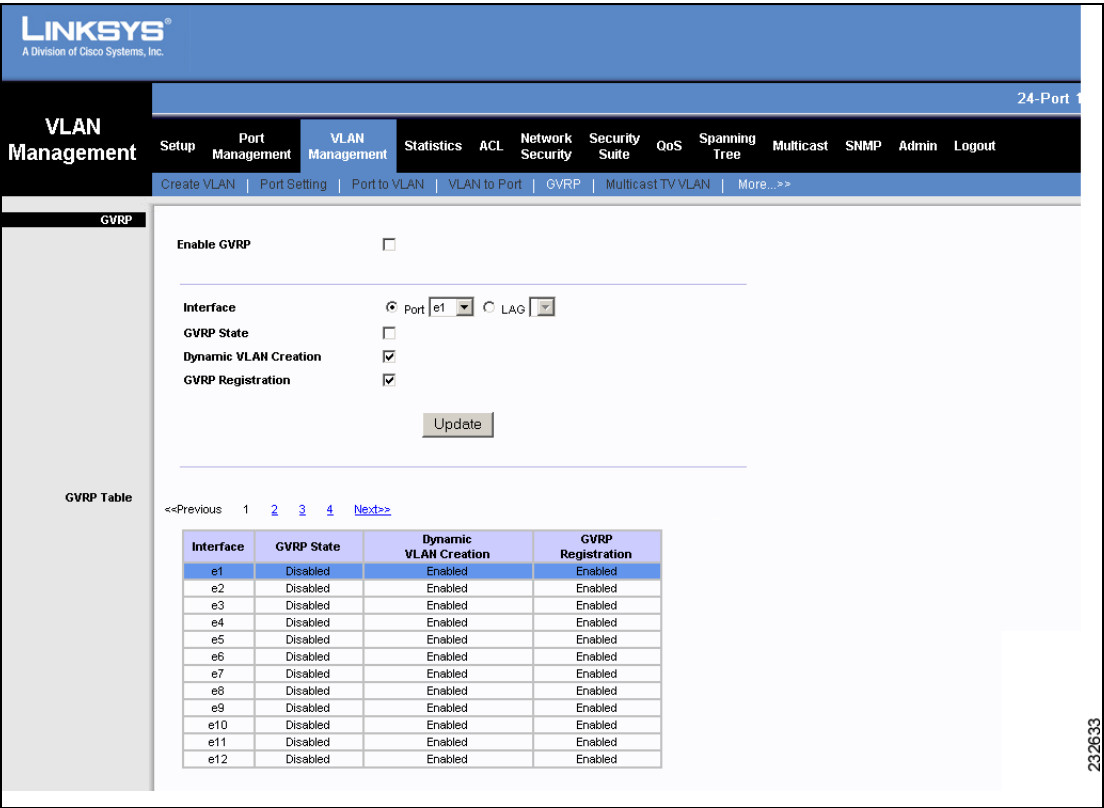 LINKSYS®
A Division of Cisco Systems, Inc.
24-Port 1
VLAN Management
Setup Port Management VLAN Management Statistics ACL Network Security Security Suite QoS Spanning Tree Multicast SNMP Admin Logout
Create VLAN | Port Setting | Port to VLAN | VLAN to Port | GVRP | Multicast TV VLAN | More...>>
GVRP
Enable GVRP
Interface Port e1 LAG
GVRP State
Dynamic VLAN Creation
GVRP Registration
Update
GVRP Table
<<Previous 1 2 3 4 Next>>
Interface GVRP State Dynamic VLAN Creation GVRP Registration
e1 Disabled Enabled Enabled
e2 Disabled Enabled Enabled
e3 Disabled Enabled Enabled
e4 Disabled Enabled Enabled
e5 Disabled Enabled Enabled
e6 Disabled Enabled Enabled
e7 Disabled Enabled Enabled
e8 Disabled Enabled Enabled
e9 Disabled Enabled Enabled
e10 Disabled Enabled Enabled
e11 Disabled Enabled Enabled
e12 Disabled Enabled Enabled
232633